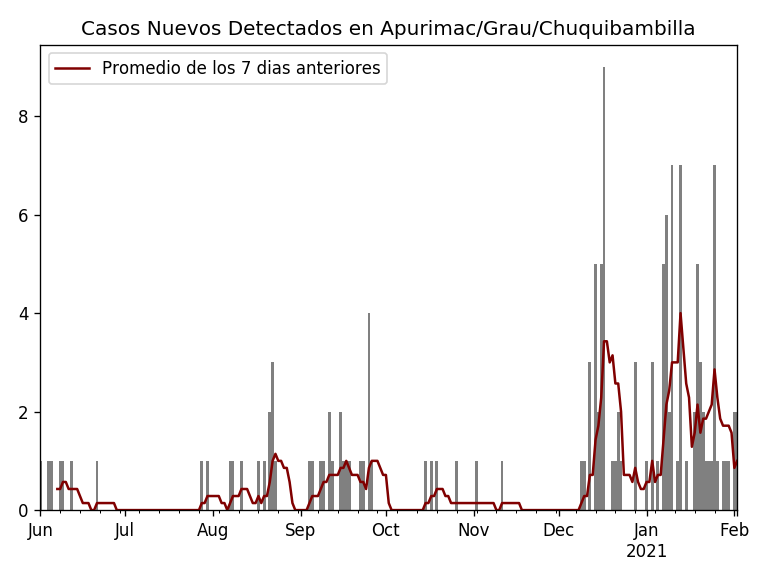 Casos Nuevos Detectados en Apurimac/Grau/Chuquibambilla
Promedio de los 7 dias anteriores
8
6
4
2
0
Jun Jul Aug Sep Oct Nov Dec Jan Feb
2021